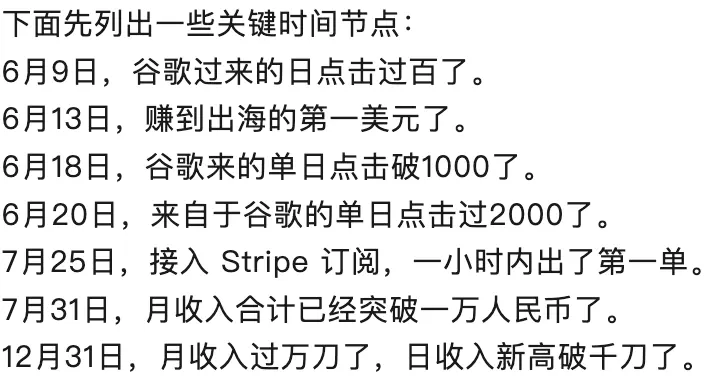 下面先列出一些关键时间节点：
6月9日，谷歌过来的日点击过百了。
6月13日，赚到出海的第一美元了。
6月18日，谷歌来的单日点击破1000了。
6月20日，来自于谷歌的单日点击过2000了。
7月25日，接入 Stripe 订阅，一小时内出了第一单。
7月31日，月收入合计已经突破一万人民币了。
12月31日，月收入过万刀了，日收入新高破千刀了。